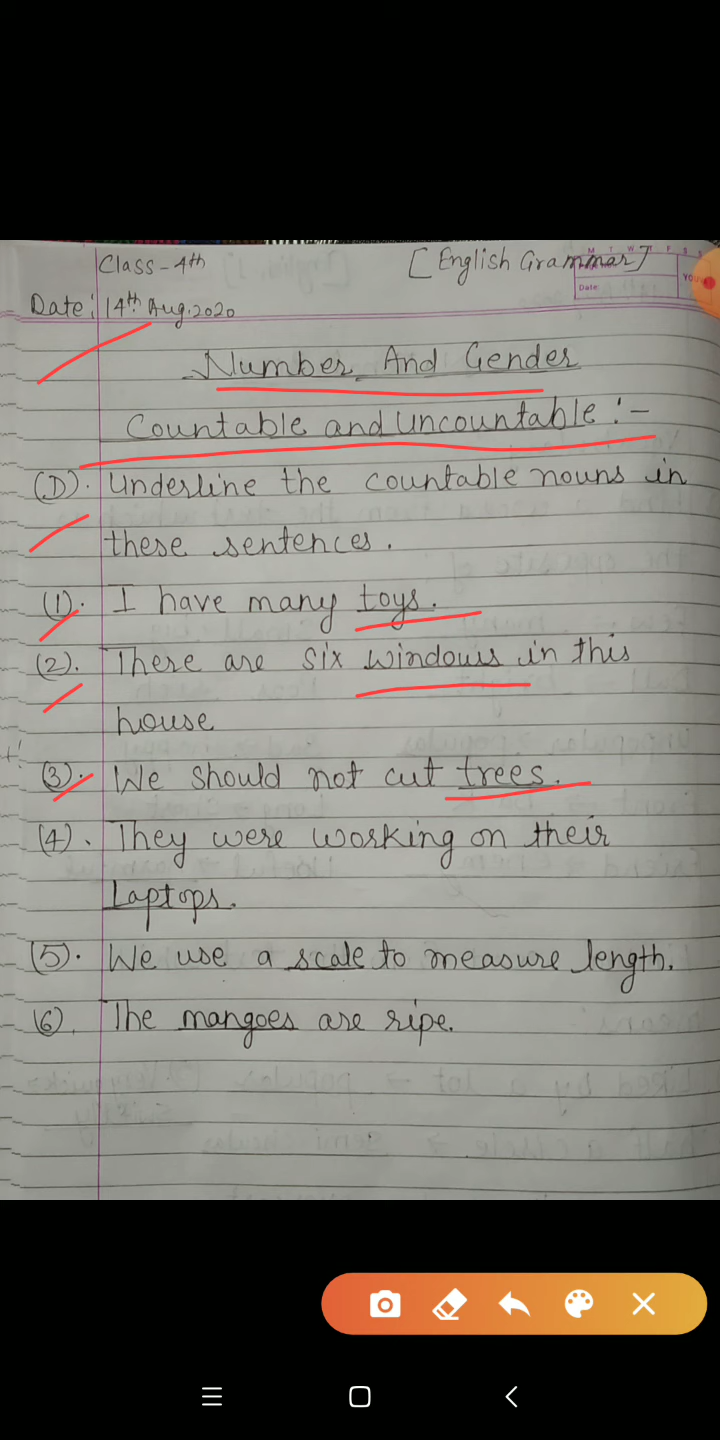 Class-4th [English Grammar]
M T W T F S S
Date: YOUVA
Date: 14th Aug.2020
Number And Gender
Countable and Uncountable :-
(D). Underline the countable nouns in
these sentences.
(1). I have many toys.
(2). There are six windows in this
house
(3). We should not cut trees.
(4). They were working on their
Laptops.
(5). We use a scale to measure length.
(6). The mangoes are ripe.